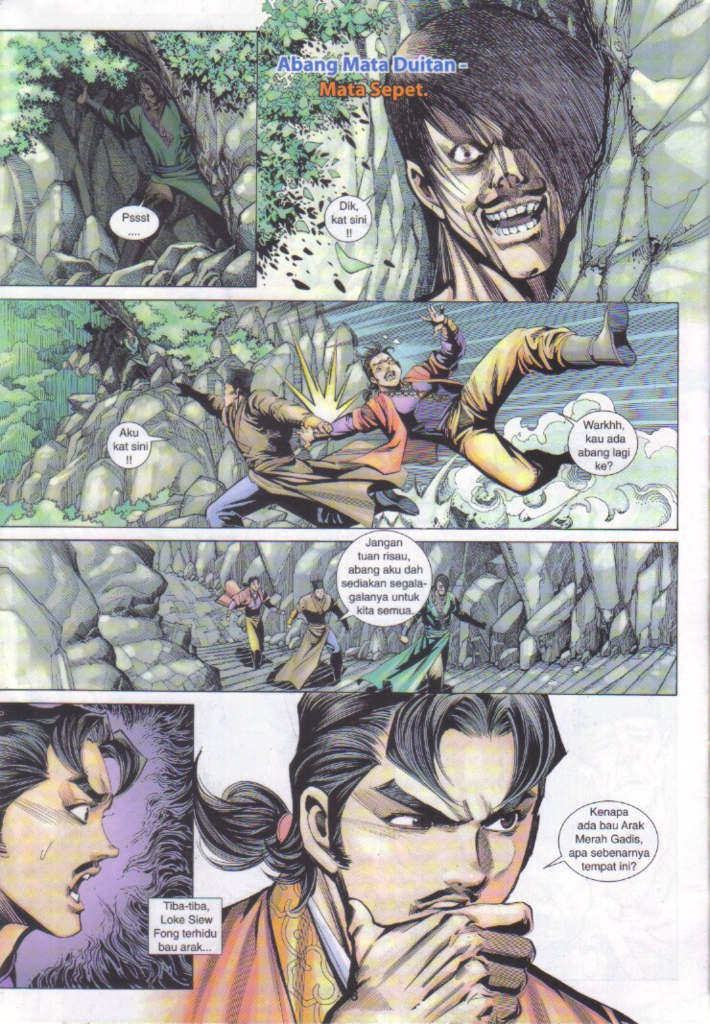 Abang Mata Duitan -
Mata Sepet.
Pssst
....
Dik,
kat sini
!!
Aku
kat sini
!!
Warkhh,
kau ada
abang lagi
ke?
Jangan
tuan risau,
abang aku dah
sediakan segala-
galanya untuk
kita semua.
Tiba-tiba,
Loke Siew
Fong terhidu
bau arak...
Kenapa
ada bau Arak
Merah Gadis,
apa sebenarnya
tempat ini?